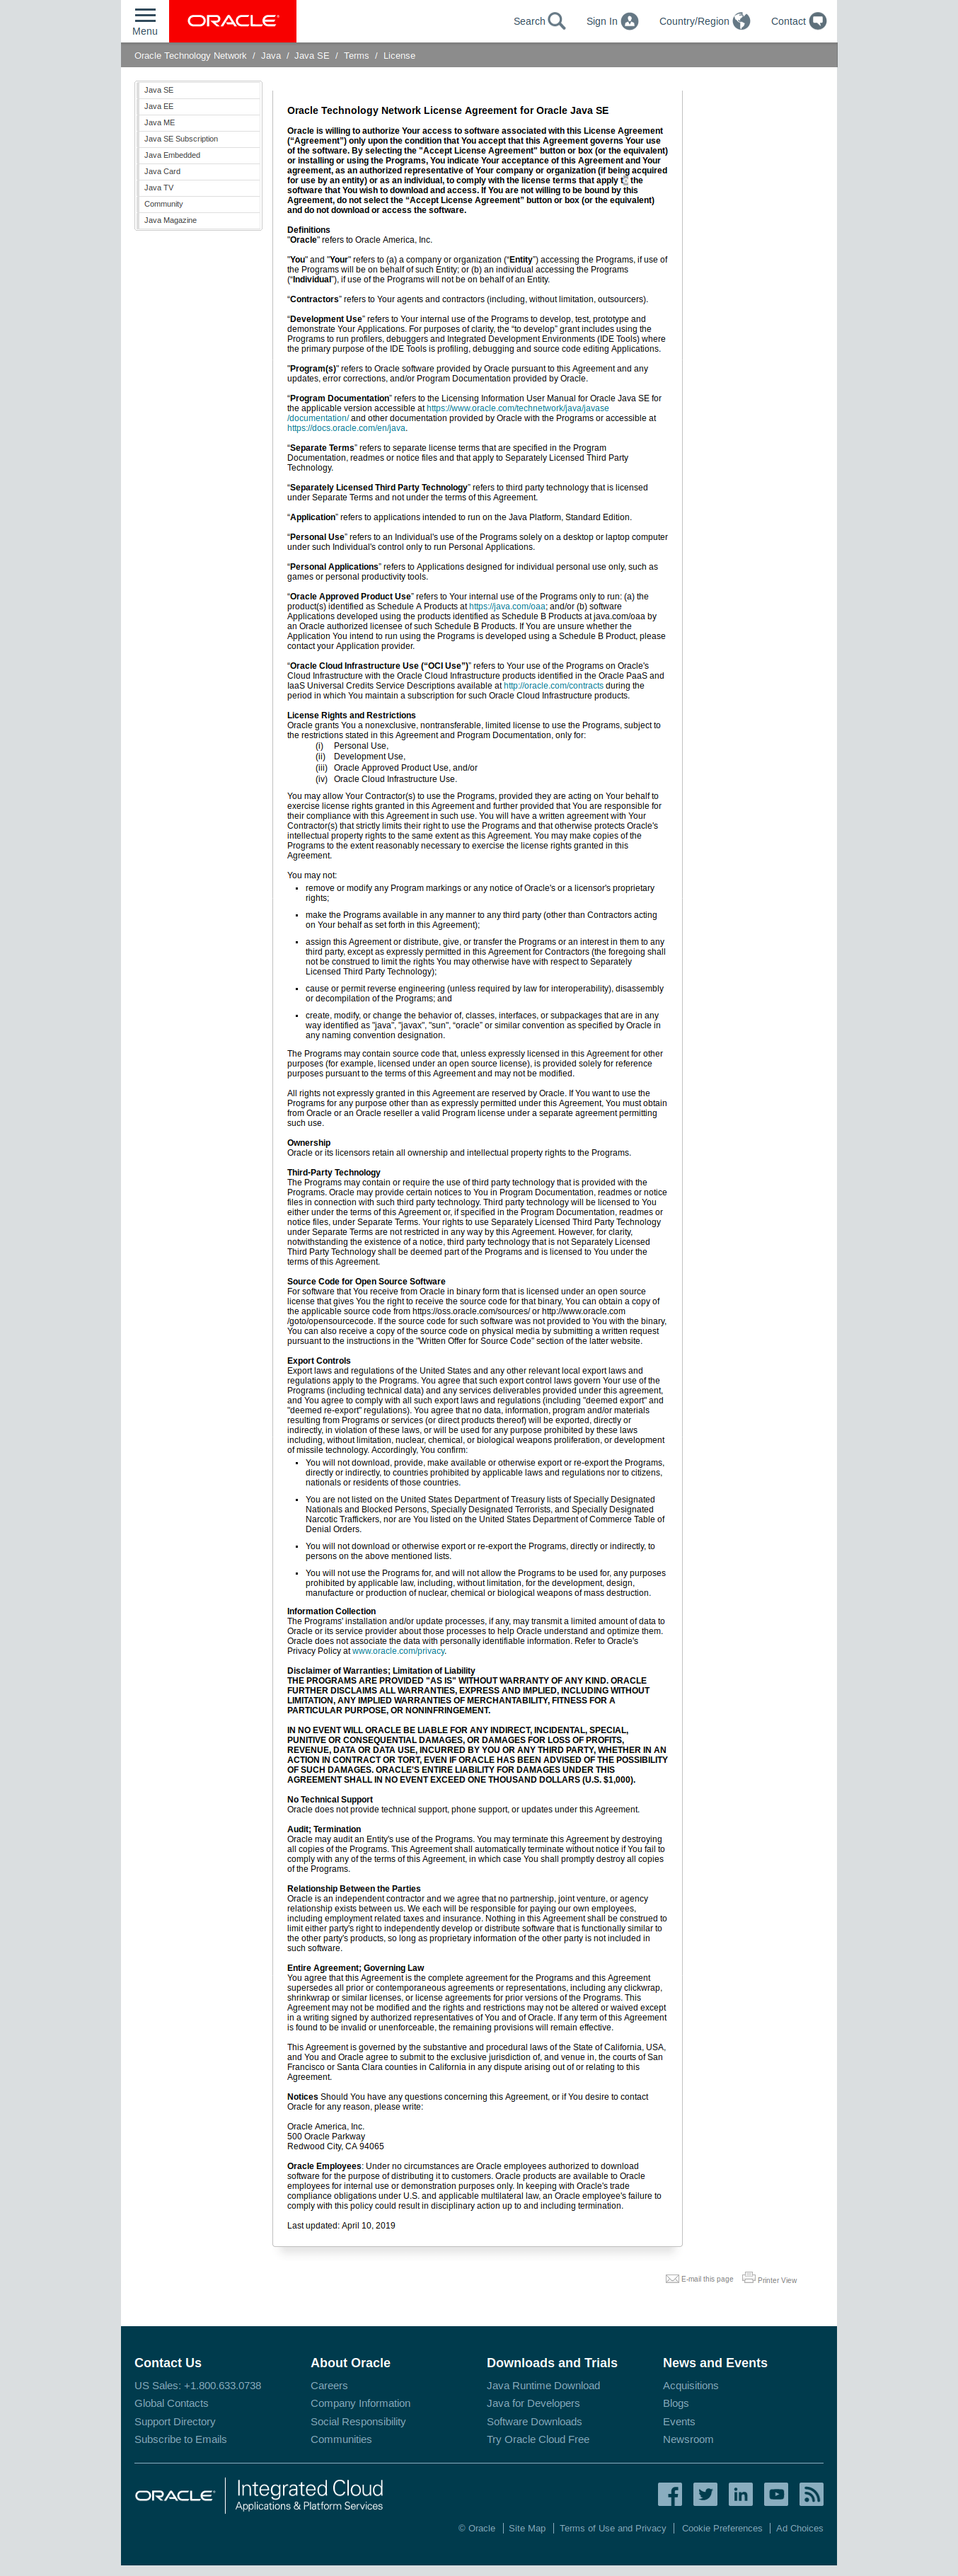 Menu
ORACLE
Search
Sign In
Country/Region
Contact
Oracle Technology Network / Java / Java SE / Terms / License
Java SE
Java EE
Java ME
Java SE Subscription
Java Embedded
Java Card
Java TV
Community
Java Magazine
Oracle Technology Network License Agreement for Oracle Java SE
Oracle is willing to authorize Your access to software associated with this License Agreement
(“Agreement”) only upon the condition that You accept that this Agreement governs Your use
of the software. By selecting the "Accept License Agreement" button or box (or the equivalent)
or installing or using the Programs, You indicate Your acceptance of this Agreement and Your
agreement, as an authorized representative of Your company or organization (if being acquired
for use by an entity) or as an individual, to comply with the license terms that apply to the
software that You wish to download and access. If You are not willing to be bound by this
Agreement, do not select the “Accept License Agreement” button or box (or the equivalent)
and do not download or access the software.
Definitions
"Oracle" refers to Oracle America, Inc.
"You" and "Your" refers to (a) a company or organization (“Entity”) accessing the Programs, if use of
the Programs will be on behalf of such Entity; or (b) an individual accessing the Programs
(“Individual”), if use of the Programs will not be on behalf of an Entity.
“Contractors” refers to Your agents and contractors (including, without limitation, outsourcers).
“Development Use” refers to Your internal use of the Programs to develop, test, prototype and
demonstrate Your Applications. For purposes of clarity, the “to develop” grant includes using the
Programs to run profilers, debuggers and Integrated Development Environments (IDE Tools) where
the primary purpose of the IDE Tools is profiling, debugging and source code editing Applications.
"Program(s)" refers to Oracle software provided by Oracle pursuant to this Agreement and any
updates, error corrections, and/or Program Documentation provided by Oracle.
“Program Documentation” refers to the Licensing Information User Manual for Oracle Java SE for
the applicable version accessible at https://www.oracle.com/technetwork/java/javase
/documentation/ and other documentation provided by Oracle with the Programs or accessible at
https://docs.oracle.com/en/java.
“Separate Terms” refers to separate license terms that are specified in the Program
Documentation, readmes or notice files and that apply to Separately Licensed Third Party
Technology.
“Separately Licensed Third Party Technology” refers to third party technology that is licensed
under Separate Terms and not under the terms of this Agreement.
“Application” refers to applications intended to run on the Java Platform, Standard Edition.
“Personal Use” refers to an Individual's use of the Programs solely on a desktop or laptop computer
under such Individual's control only to run Personal Applications.
“Personal Applications” refers to Applications designed for individual personal use only, such as
games or personal productivity tools.
“Oracle Approved Product Use” refers to Your internal use of the Programs only to run: (a) the
product(s) identified as Schedule A Products at https://java.com/oaa; and/or (b) software
Applications developed using the products identified as Schedule B Products at java.com/oaa by
an Oracle authorized licensee of such Schedule B Products. If You are unsure whether the
Application You intend to run using the Programs is developed using a Schedule B Product, please
contact your Application provider.
“Oracle Cloud Infrastructure Use (“OCI Use”)” refers to Your use of the Programs on Oracle's
Cloud Infrastructure with the Oracle Cloud Infrastructure products identified in the Oracle PaaS and
IaaS Universal Credits Service Descriptions available at http://oracle.com/contracts during the
period in which You maintain a subscription for such Oracle Cloud Infrastructure products.
License Rights and Restrictions
Oracle grants You a nonexclusive, nontransferable, limited license to use the Programs, subject to
the restrictions stated in this Agreement and Program Documentation, only for:
(i) Personal Use,
(ii) Development Use,
(iii) Oracle Approved Product Use, and/or
(iv) Oracle Cloud Infrastructure Use.
You may allow Your Contractor(s) to use the Programs, provided they are acting on Your behalf to
exercise license rights granted in this Agreement and further provided that You are responsible for
their compliance with this Agreement in such use. You will have a written agreement with Your
Contractor(s) that strictly limits their right to use the Programs and that otherwise protects Oracle's
intellectual property rights to the same extent as this Agreement. You may make copies of the
Programs to the extent reasonably necessary to exercise the license rights granted in this
Agreement.
You may not:
• remove or modify any Program markings or any notice of Oracle's or a licensor's proprietary
rights;
• make the Programs available in any manner to any third party (other than Contractors acting
on Your behalf as set forth in this Agreement);
• assign this Agreement or distribute, give, or transfer the Programs or an interest in them to any
third party, except as expressly permitted in this Agreement for Contractors (the foregoing shall
not be construed to limit the rights You may otherwise have with respect to Separately
Licensed Third Party Technology);
• cause or permit reverse engineering (unless required by law for interoperability), disassembly
or decompilation of the Programs; and
• create, modify, or change the behavior of, classes, interfaces, or subpackages that are in any
way identified as "java", "javax", "sun", “oracle” or similar convention as specified by Oracle in
any naming convention designation.
The Programs may contain source code that, unless expressly licensed in this Agreement for other
purposes (for example, licensed under an open source license), is provided solely for reference
purposes pursuant to the terms of this Agreement and may not be modified.
All rights not expressly granted in this Agreement are reserved by Oracle. If You want to use the
Programs for any purpose other than as expressly permitted under this Agreement, You must obtain
from Oracle or an Oracle reseller a valid Program license under a separate agreement permitting
such use.
Ownership
Oracle or its licensors retain all ownership and intellectual property rights to the Programs.
Third-Party Technology
The Programs may contain or require the use of third party technology that is provided with the
Programs. Oracle may provide certain notices to You in Program Documentation, readmes or notice
files in connection with such third party technology. Third party technology will be licensed to You
either under the terms of this Agreement or, if specified in the Program Documentation, readmes or
notice files, under Separate Terms. Your rights to use Separately Licensed Third Party Technology
under Separate Terms are not restricted in any way by this Agreement. However, for clarity,
notwithstanding the existence of a notice, third party technology that is not Separately Licensed
Third Party Technology shall be deemed part of the Programs and is licensed to You under the
terms of this Agreement.
Source Code for Open Source Software
For software that You receive from Oracle in binary form that is licensed under an open source
license that gives You the right to receive the source code for that binary, You can obtain a copy of
the applicable source code from https://oss.oracle.com/sources/ or http://www.oracle.com
/goto/opensourcecode. If the source code for such software was not provided to You with the binary,
You can also receive a copy of the source code on physical media by submitting a written request
pursuant to the instructions in the "Written Offer for Source Code" section of the latter website.
Export Controls
Export laws and regulations of the United States and any other relevant local export laws and
regulations apply to the Programs. You agree that such export control laws govern Your use of the
Programs (including technical data) and any services deliverables provided under this agreement,
and You agree to comply with all such export laws and regulations (including "deemed export" and
"deemed re-export" regulations). You agree that no data, information, program and/or materials
resulting from Programs or services (or direct products thereof) will be exported, directly or
indirectly, in violation of these laws, or will be used for any purpose prohibited by these laws
including, without limitation, nuclear, chemical, or biological weapons proliferation, or development
of missile technology. Accordingly, You confirm:
• You will not download, provide, make available or otherwise export or re-export the Programs,
directly or indirectly, to countries prohibited by applicable laws and regulations nor to citizens,
nationals or residents of those countries.
• You are not listed on the United States Department of Treasury lists of Specially Designated
Nationals and Blocked Persons, Specially Designated Terrorists, and Specially Designated
Narcotic Traffickers, nor are You listed on the United States Department of Commerce Table of
Denial Orders.
• You will not download or otherwise export or re-export the Programs, directly or indirectly, to
persons on the above mentioned lists.
• You will not use the Programs for, and will not allow the Programs to be used for, any purposes
prohibited by applicable law, including, without limitation, for the development, design,
manufacture or production of nuclear, chemical or biological weapons of mass destruction.
Information Collection
The Programs' installation and/or update processes, if any, may transmit a limited amount of data to
Oracle or its service provider about those processes to help Oracle understand and optimize them.
Oracle does not associate the data with personally identifiable information. Refer to Oracle's
Privacy Policy at www.oracle.com/privacy.
Disclaimer of Warranties; Limitation of Liability
THE PROGRAMS ARE PROVIDED "AS IS" WITHOUT WARRANTY OF ANY KIND. ORACLE
FURTHER DISCLAIMS ALL WARRANTIES, EXPRESS AND IMPLIED, INCLUDING WITHOUT
LIMITATION, ANY IMPLIED WARRANTIES OF MERCHANTABILITY, FITNESS FOR A
PARTICULAR PURPOSE, OR NONINFRINGEMENT.
IN NO EVENT WILL ORACLE BE LIABLE FOR ANY INDIRECT, INCIDENTAL, SPECIAL,
PUNITIVE OR CONSEQUENTIAL DAMAGES, OR DAMAGES FOR LOSS OF PROFITS,
REVENUE, DATA OR DATA USE, INCURRED BY YOU OR ANY THIRD PARTY, WHETHER IN AN
ACTION IN CONTRACT OR TORT, EVEN IF ORACLE HAS BEEN ADVISED OF THE POSSIBILITY
OF SUCH DAMAGES. ORACLE'S ENTIRE LIABILITY FOR DAMAGES UNDER THIS
AGREEMENT SHALL IN NO EVENT EXCEED ONE THOUSAND DOLLARS (U.S. $1,000).
No Technical Support
Oracle does not provide technical support, phone support, or updates under this Agreement.
Audit; Termination
Oracle may audit an Entity's use of the Programs. You may terminate this Agreement by destroying
all copies of the Programs. This Agreement shall automatically terminate without notice if You fail to
comply with any of the terms of this Agreement, in which case You shall promptly destroy all copies
of the Programs.
Relationship Between the Parties
Oracle is an independent contractor and we agree that no partnership, joint venture, or agency
relationship exists between us. We each will be responsible for paying our own employees,
including employment related taxes and insurance. Nothing in this Agreement shall be construed to
limit either party's right to independently develop or distribute software that is functionally similar to
the other party's products, so long as proprietary information of the other party is not included in
such software.
Entire Agreement; Governing Law
You agree that this Agreement is the complete agreement for the Programs and this Agreement
supersedes all prior or contemporaneous agreements or representations, including any clickwrap,
shrinkwrap or similar licenses, or license agreements for prior versions of the Programs. This
Agreement may not be modified and the rights and restrictions may not be altered or waived except
in a writing signed by authorized representatives of You and of Oracle. If any term of this Agreement
is found to be invalid or unenforceable, the remaining provisions will remain effective.
This Agreement is governed by the substantive and procedural laws of the State of California, USA,
and You and Oracle agree to submit to the exclusive jurisdiction of, and venue in, the courts of San
Francisco or Santa Clara counties in California in any dispute arising out of or relating to this
Agreement.
Notices Should You have any questions concerning this Agreement, or if You desire to contact
Oracle for any reason, please write:
Oracle America, Inc.
500 Oracle Parkway
Redwood City, CA 94065
Oracle Employees: Under no circumstances are Oracle employees authorized to download
software for the purpose of distributing it to customers. Oracle products are available to Oracle
employees for internal use or demonstration purposes only. In keeping with Oracle's trade
compliance obligations under U.S. and applicable multilateral law, an Oracle employee's failure to
comply with this policy could result in disciplinary action up to and including termination.
Last updated: April 10, 2019
E-mail this page
Printer View
Contact Us
US Sales: +1.800.633.0738
Global Contacts
Support Directory
Subscribe to Emails
About Oracle
Careers
Company Information
Social Responsibility
Communities
Downloads and Trials
Java Runtime Download
Java for Developers
Software Downloads
Try Oracle Cloud Free
News and Events
Acquisitions
Blogs
Events
Newsroom
ORACLE
Integrated Cloud
Applications & Platform Services
© Oracle | Site Map | Terms of Use and Privacy | Cookie Preferences | Ad Choices